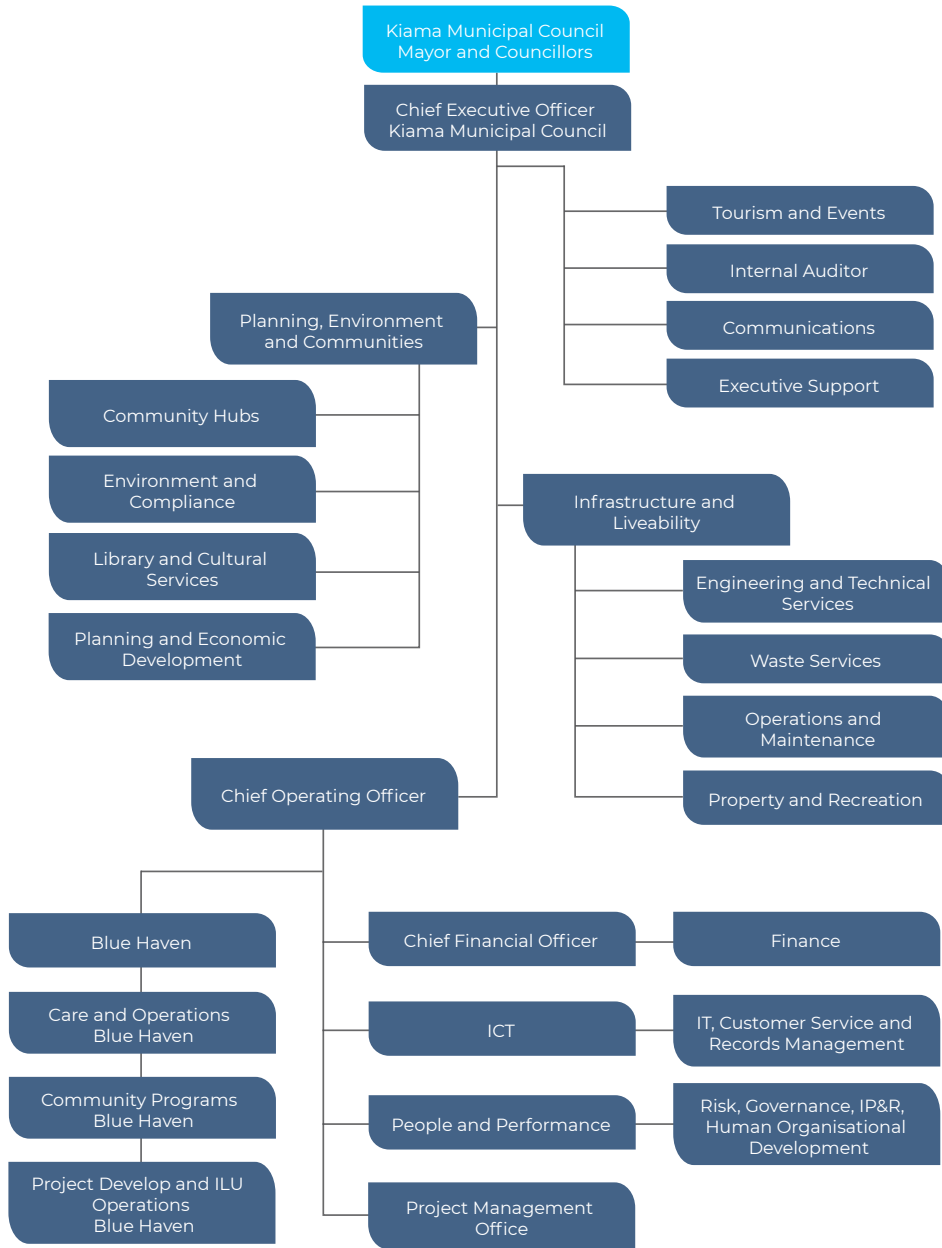 Kiama Municipal Council
Mayor and Councillors
Chief Executive Officer
Kiama Municipal Council
Tourism and Events
Internal Auditor
Communications
Executive Support
Planning, Environment
and Communities
Community Hubs
Environment and
Compliance
Library and Cultural
Services
Planning and Economic
Development
Infrastructure and
Liveability
Engineering and Technical
Services
Waste Services
Operations and
Maintenance
Property and Recreation
Chief Operating Officer
Blue Haven
Care and Operations
Blue Haven
Community Programs
Blue Haven
Project Develop and ILU
Operations
Blue Haven
Chief Financial Officer
Finance
ICT
IT, Customer Service and
Records Management
People and Performance
Risk, Governance, IP&R,
Human Organisational
Development
Project Management
Office